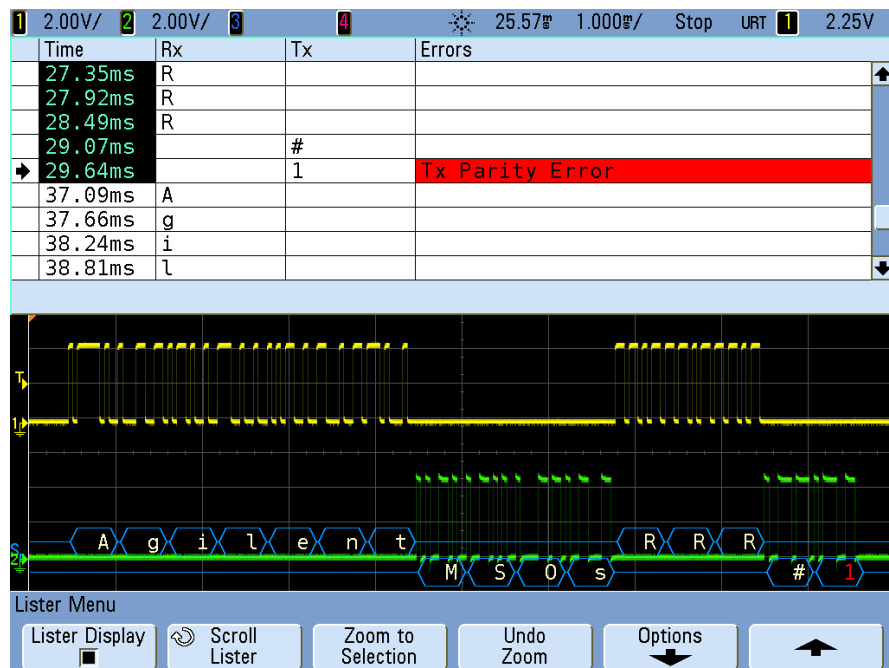 1 2.00V/ 2 2.00V/ 3 4 25.57ms 1.000ms/ Stop URT 1 2.25V
Time Rx Tx Errors
27.35ms R
27.92ms R
28.49ms R
29.07ms #
29.64ms 1 Tx Parity Error
37.09ms A
37.66ms g
38.24ms i
38.81ms l
T
1
A g i l e n t R R R
S
2
M S O s # 1
Lister Menu
Lister Display Scroll Lister Zoom to Selection Undo Zoom Options